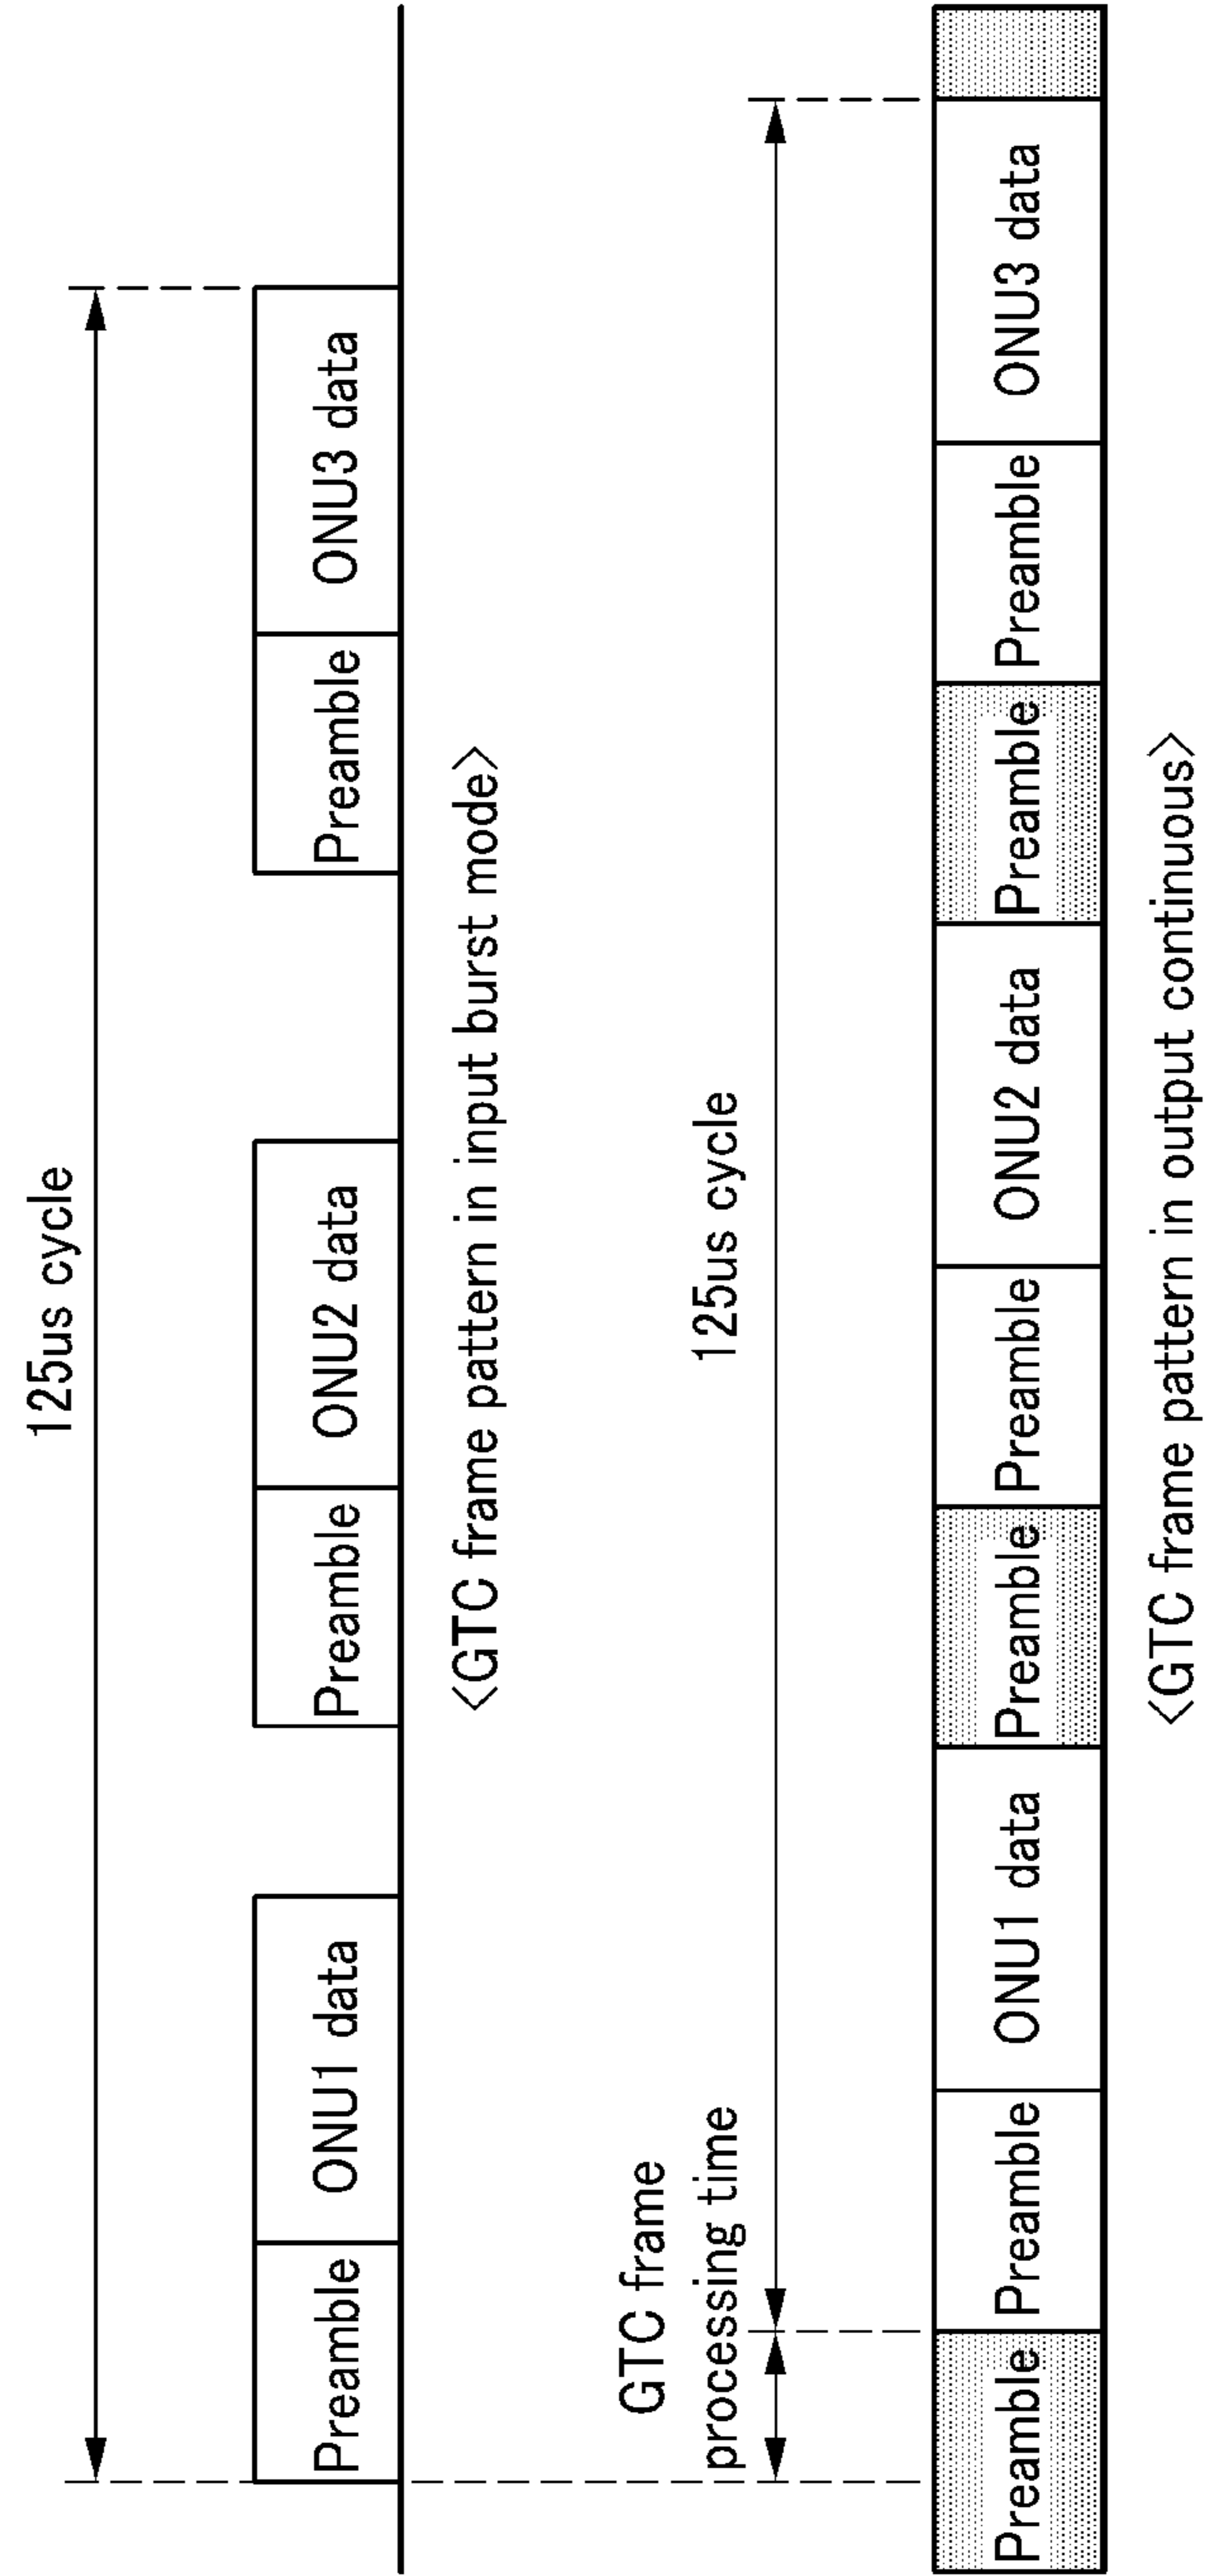 125us cycle
Preamble
ONU1 data
Preamble
ONU2 data
Preamble
ONU3 data
<GTC frame pattern in input burst mode>
GTC frame
processing time
125us cycle
Preamble
Preamble
ONU1 data
Preamble
Preamble
ONU2 data
Preamble
Preamble
ONU3 data
<GTC frame pattern in output continuous>